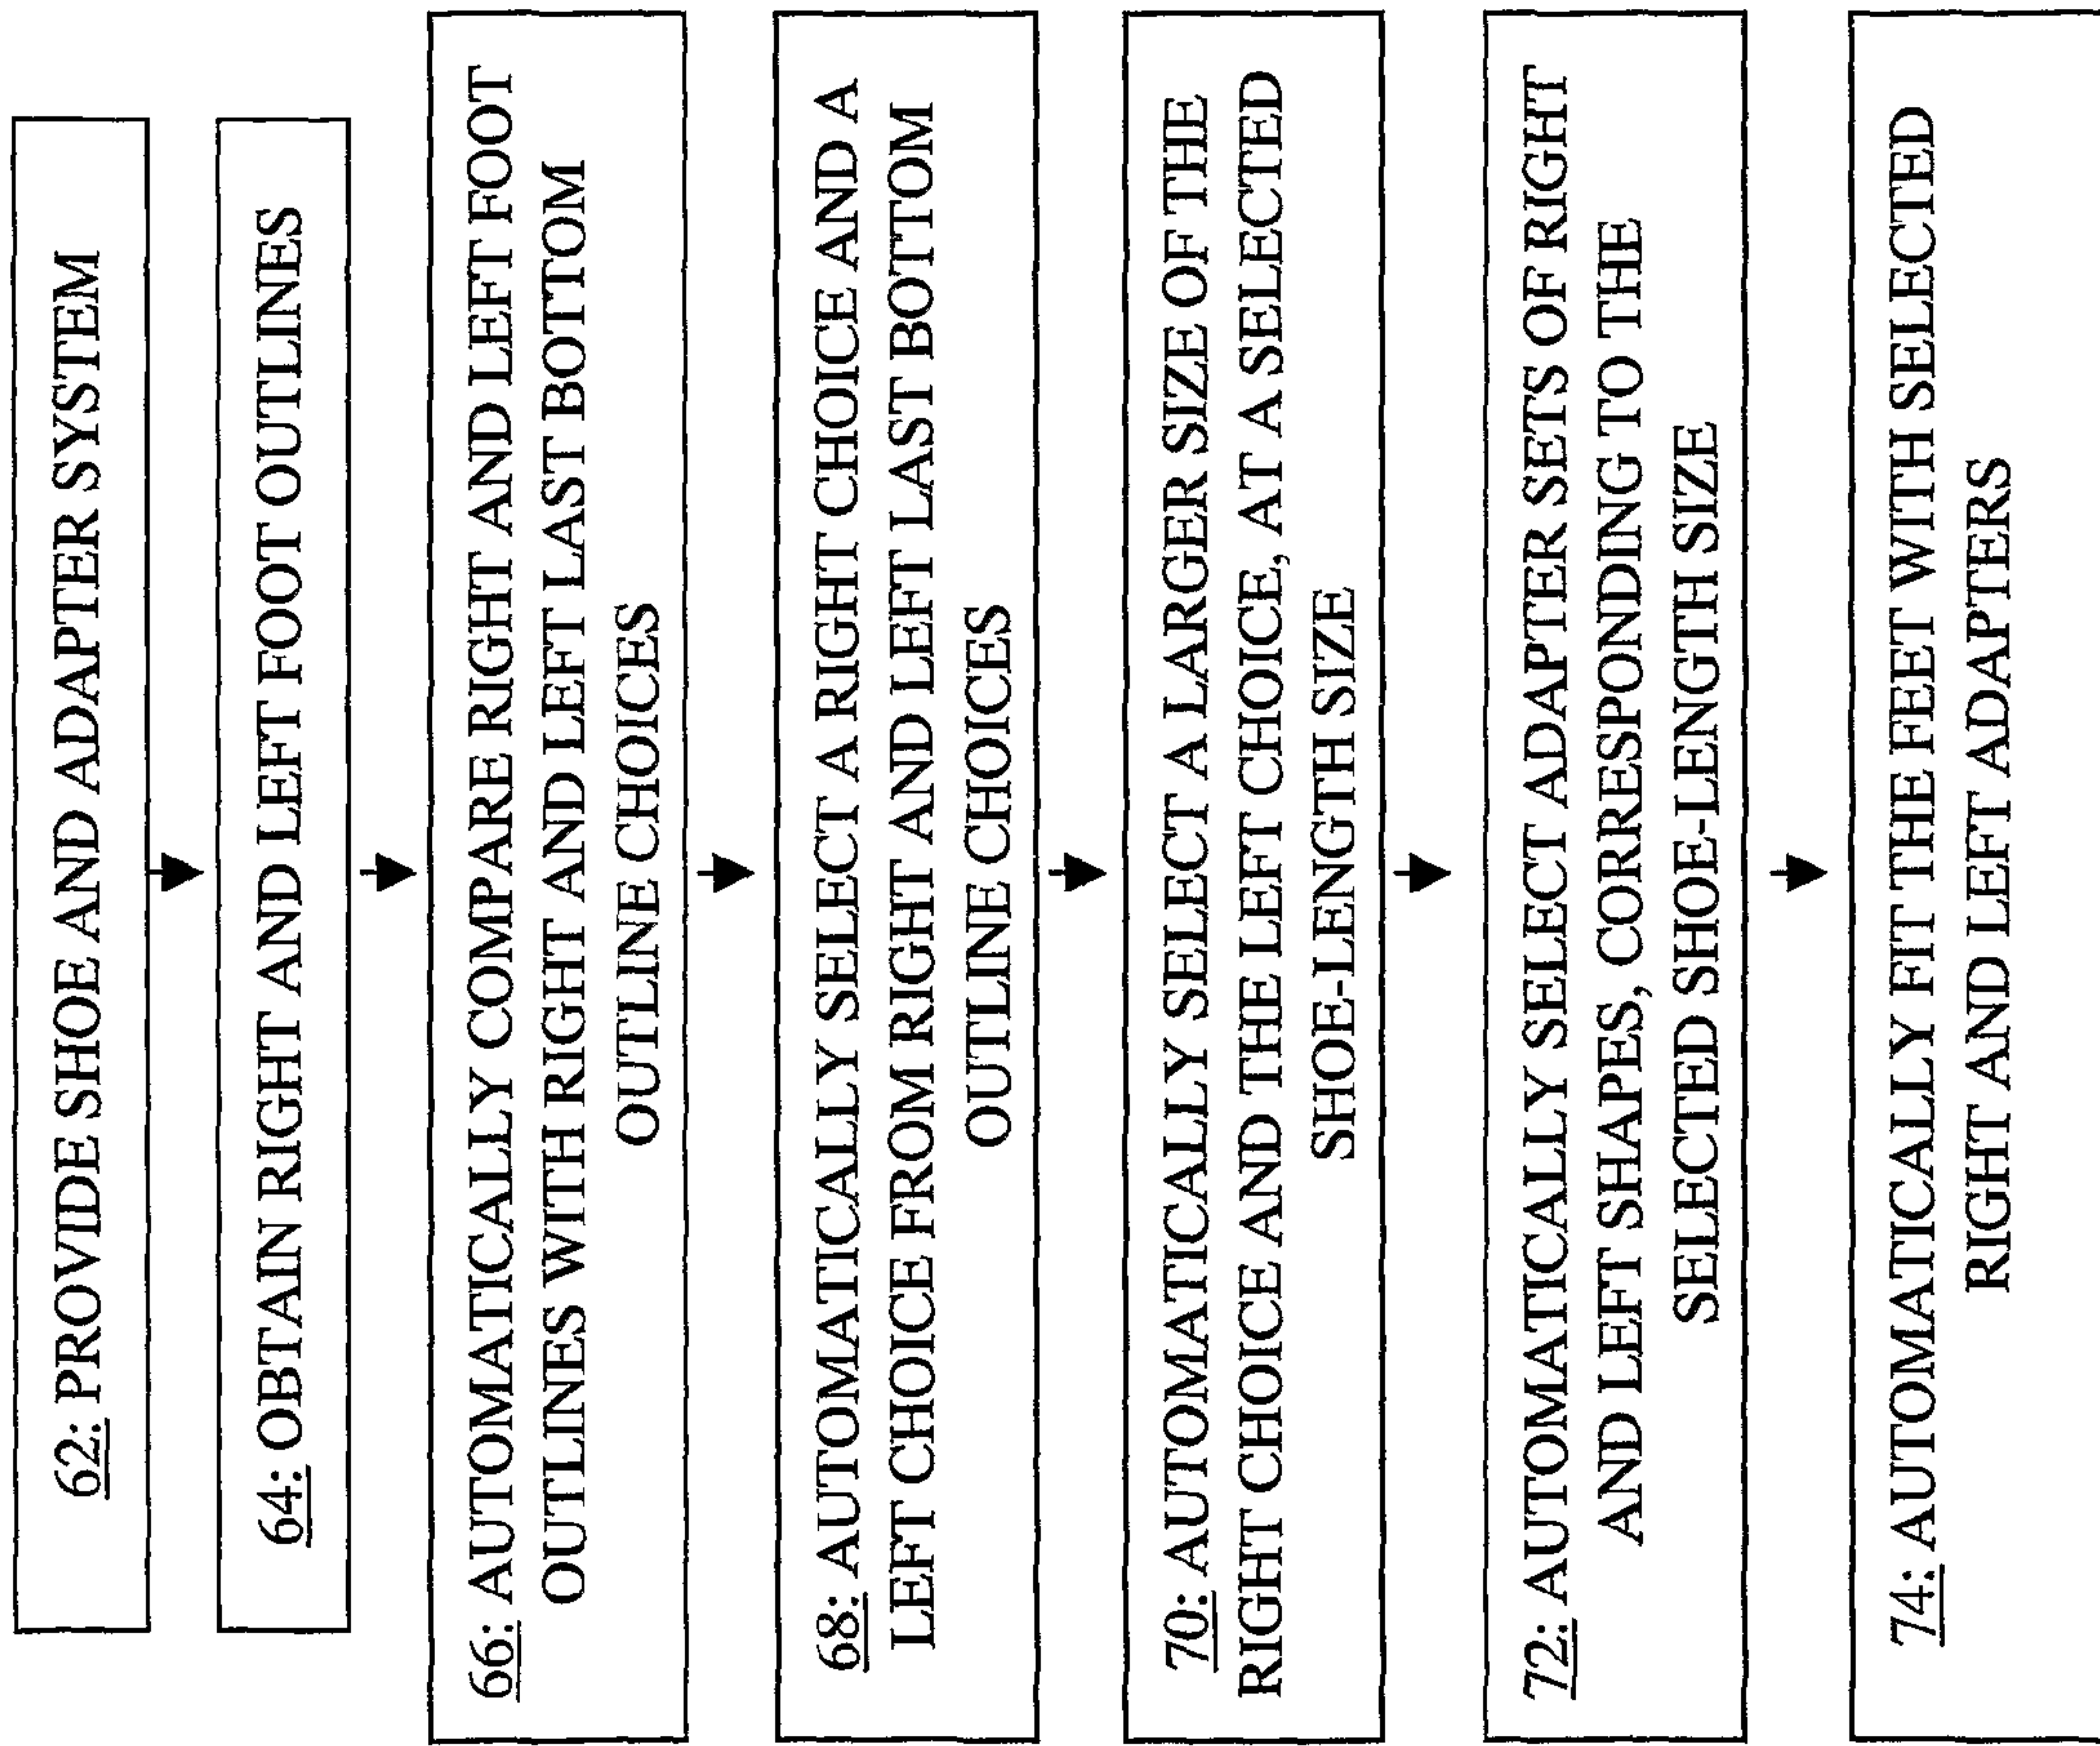 62: PROVIDE SHOE AND ADAPTER SYSTEM
64: OBTAIN RIGHT AND LEFT FOOT OUTLINES
66: AUTOMATICALLY COMPARE RIGHT AND LEFT FOOT
OUTLINES WITH RIGHT AND LEFT LAST BOTTOM
OUTLINE CHOICES
68: AUTOMATICALLY SELECT A RIGHT CHOICE AND A
LEFT CHOICE FROM RIGHT AND LEFT LAST BOTTOM
OUTLINE CHOICES
70: AUTOMATICALLY SELECT A LARGER SIZE OF THE
RIGHT CHOICE AND THE LEFT CHOICE, AT A SELECTED
SHOE-LENGTH SIZE
72: AUTOMATICALLY SELECT ADAPTER SETS OF RIGHT
AND LEFT SHAPES, CORRESPONDING TO THE
SELECTED SHOE-LENGTH SIZE
74: AUTOMATICALLY FIT THE FEET WITH SELECTED
RIGHT AND LEFT ADAPTERS